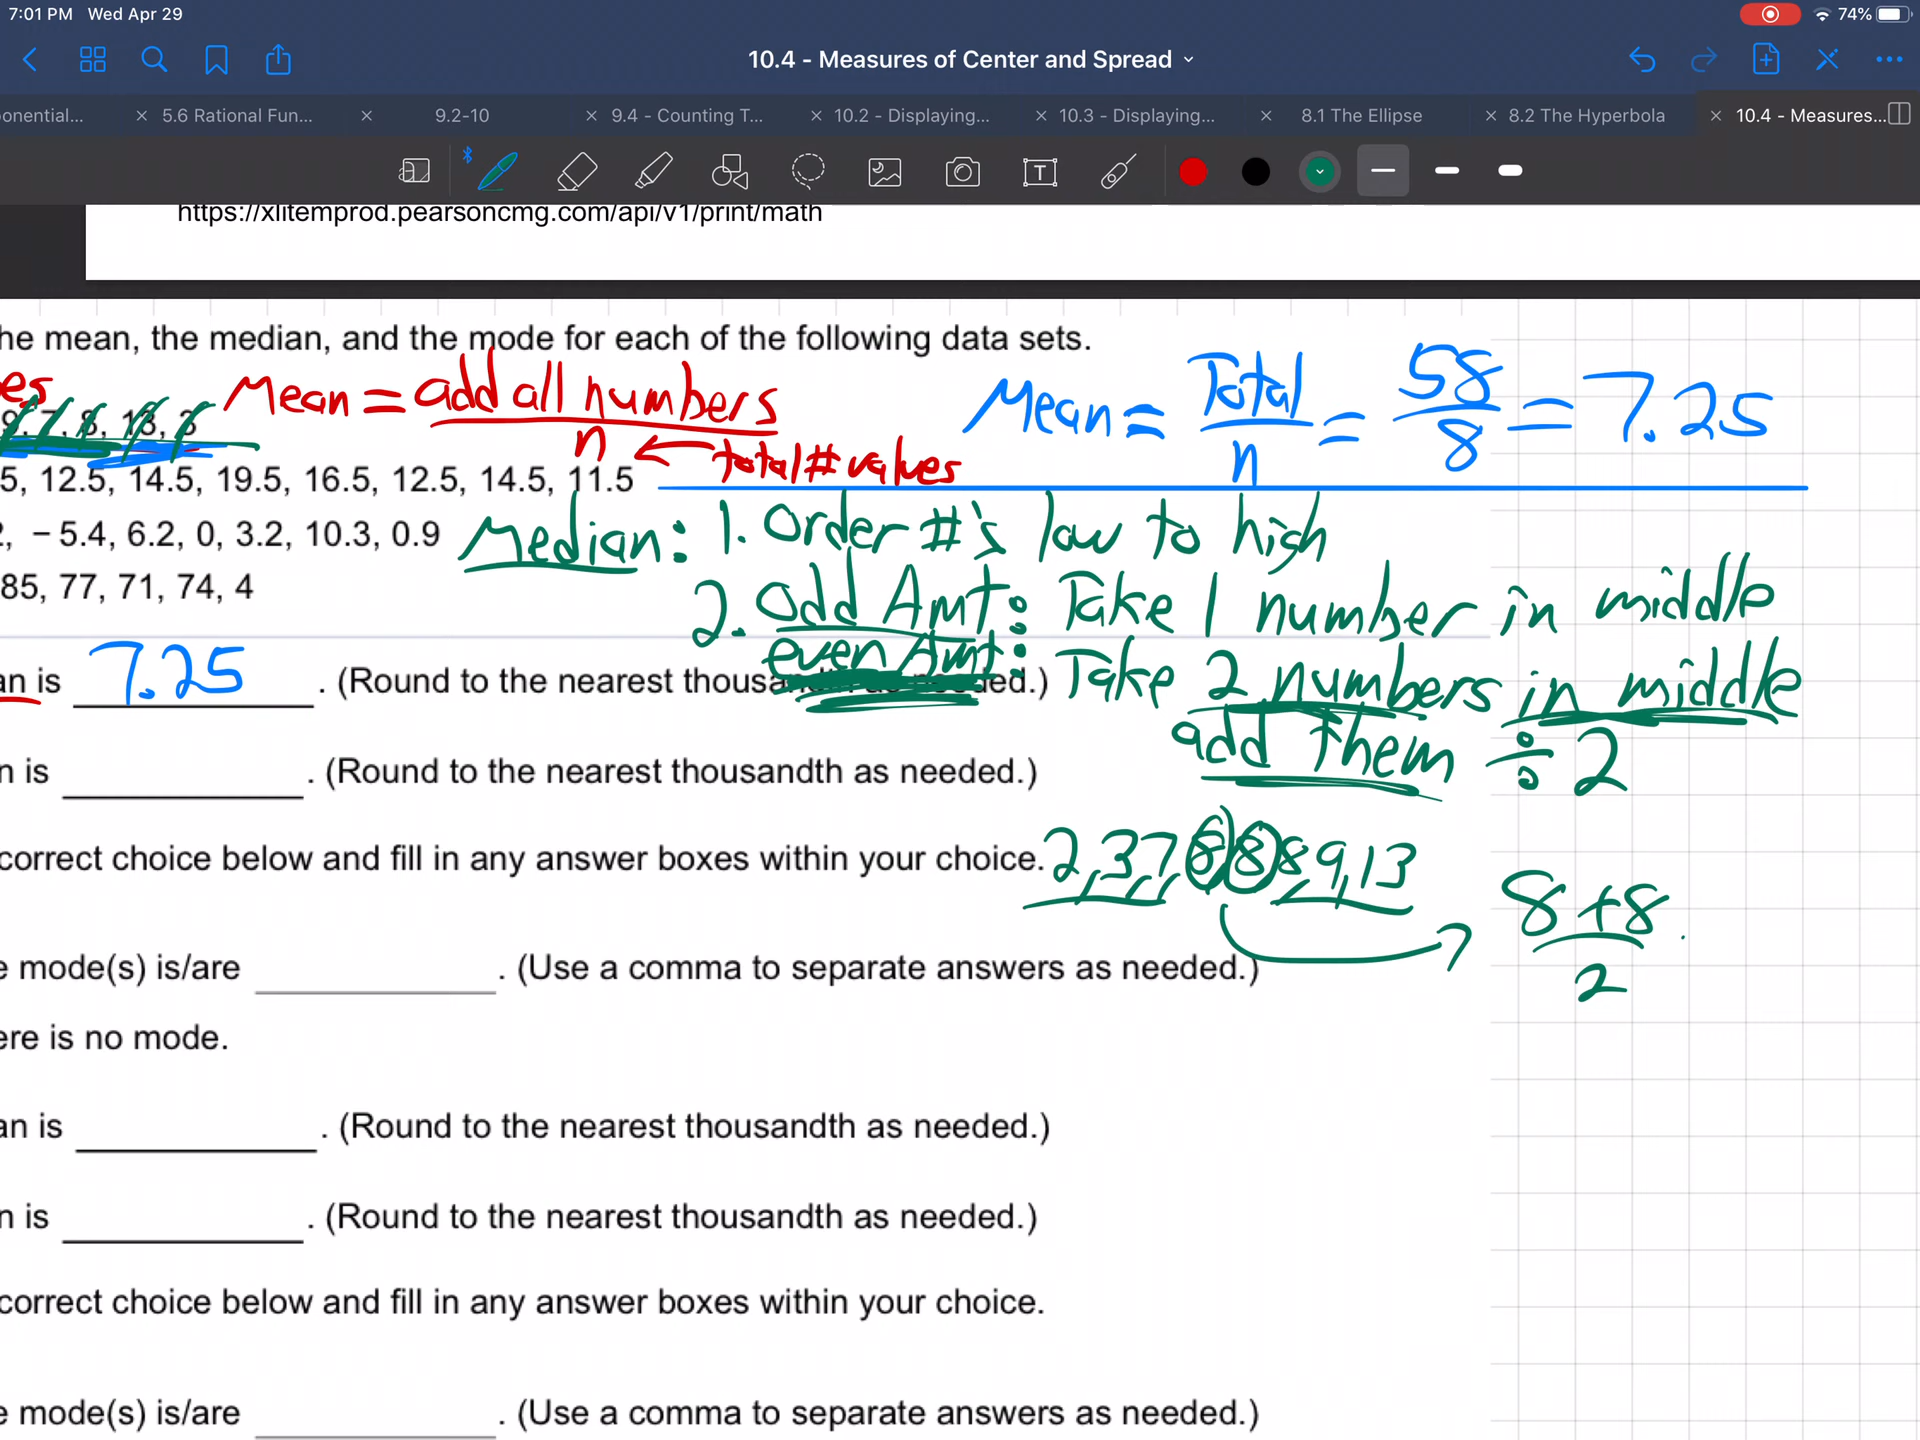 7:01 PM Wed Apr 29
74%
10.4 - Measures of Center and Spread
onential...
5.6 Rational Fun...
9.2-10
9.4 - Counting T...
10.2 - Displaying...
10.3 - Displaying...
8.1 The Ellipse
8.2 The Hyperbola
10.4 - Measures...
T
https://xlitemprod.pearsoncmg.com/api/v1/print/math
he mean, the median, and the mode for each of the following data sets.
es
9, 7, 8, 13, 3
Mean = add all numbers / n ← total # values
Mean = Total / n = 58 / 8 = 7.25
5, 12.5, 14.5, 19.5, 16.5, 12.5, 14.5, 11.5
Median: 1. Order #'s low to high
2, − 5.4, 6.2, 0, 3.2, 10.3, 0.9
85, 77, 71, 74, 4
2. Odd Amt: Take 1 number in middle
even Amt: Take 2 numbers in middle
add them ÷ 2
an is 7.25 . (Round to the nearest thousandth as needed.)
n is . (Round to the nearest thousandth as needed.)
correct choice below and fill in any answer boxes within your choice.
2, 3, 7, 8, 8, 8, 9, 13
8 + 8 / 2
e mode(s) is/are . (Use a comma to separate answers as needed.)
ere is no mode.
an is . (Round to the nearest thousandth as needed.)
n is . (Round to the nearest thousandth as needed.)
correct choice below and fill in any answer boxes within your choice.
e mode(s) is/are . (Use a comma to separate answers as needed.)